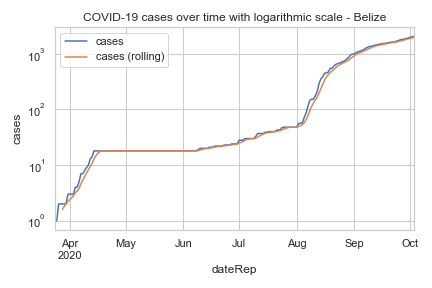 COVID-19 cases over time with logarithmic scale - Belize
cases
cases (rolling)
10³
10²
10¹
10⁰
cases
Apr May Jun Jul Aug Sep Oct
2020
dateRep